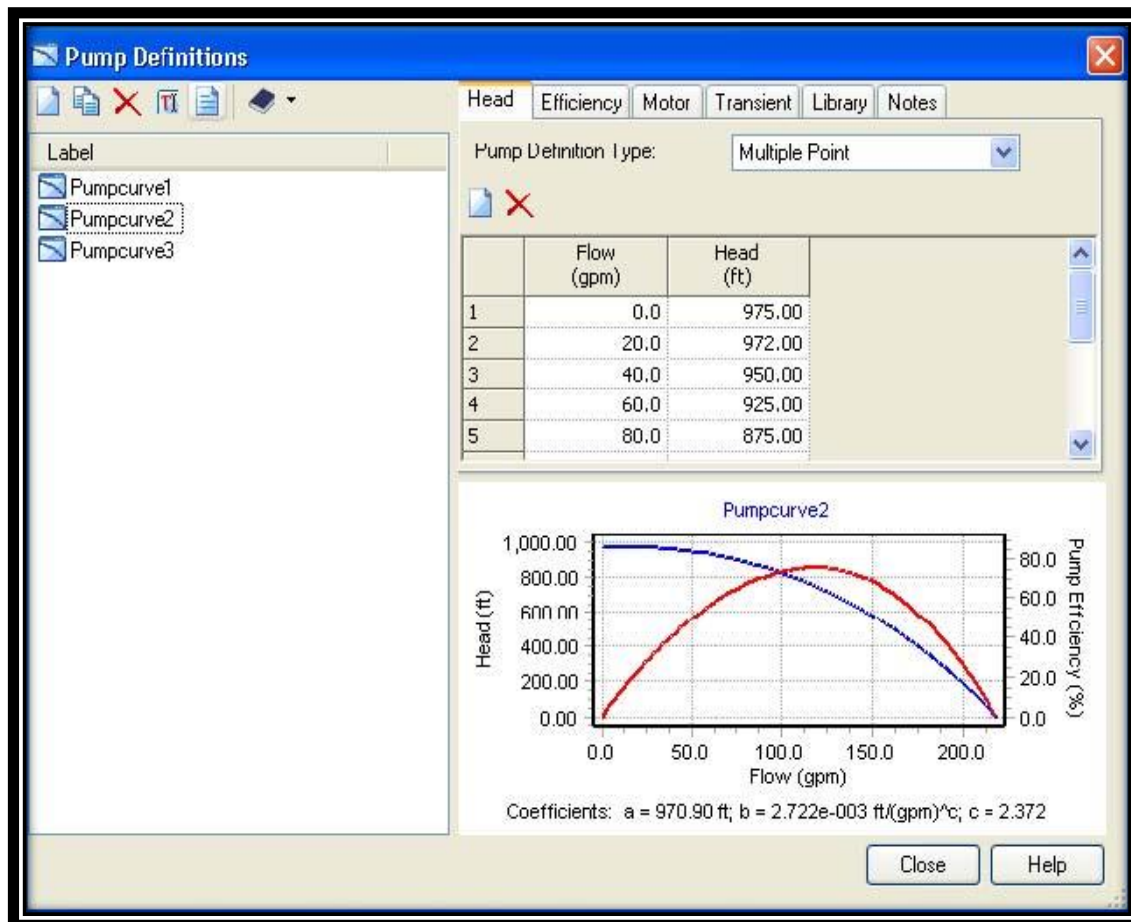 Pump Definitions
Head Efficiency Motor Transient Library Notes
Label
Pumpcurve1
Pumpcurve2
Pumpcurve3
Pump Definition Type: Multiple Point
Flow (gpm) Head (ft)
1 0.0 975.00
2 20.0 972.00
3 40.0 950.00
4 60.0 925.00
5 80.0 875.00
Pumpcurve2
Head (ft)
1,000.00
800.00
600.00
400.00
200.00
0.00
80.0
60.0
40.0
20.0
0.0
Pump Efficiency (%)
0.0 50.0 100.0 150.0 200.0
Flow (gpm)
Coefficients: a = 970.90 ft; b = 2.722e-003 ft/(gpm)^c; c = 2.372
Close Help